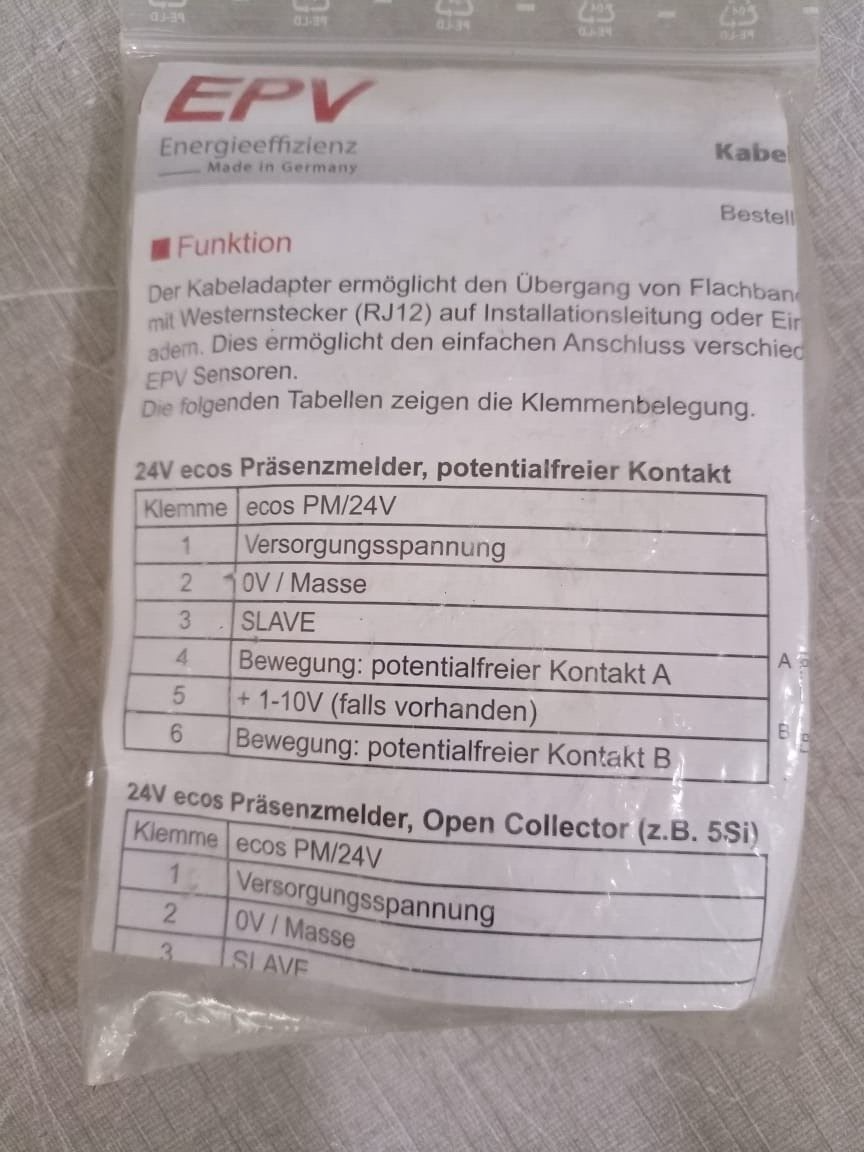 EPV
Energieeffizienz
Made in Germany
Kabe
Bestell
Funktion
Der Kabeladapter ermöglicht den Übergang von Flachban
mit Westernstecker (RJ12) auf Installationsleitung oder Ein
adern. Dies ermöglicht den einfachen Anschluss verschied
EPV Sensoren.
Die folgenden Tabellen zeigen die Klemmenbelegung.
24V ecos Präsenzmelder, potentialfreier Kontakt
Klemme ecos PM/24V
1 Versorgungsspannung
2 0V / Masse
3 SLAVE
4 Bewegung: potentialfreier Kontakt A
5 + 1-10V (falls vorhanden)
6 Bewegung: potentialfreier Kontakt B
A
B
24V ecos Präsenzmelder, Open Collector (z.B. 5Si)
Klemme ecos PM/24V
1 Versorgungsspannung
2 0V / Masse
3 SLAVE